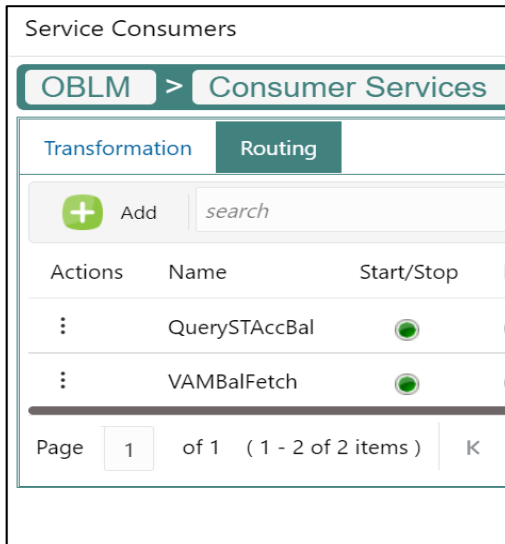 Service Consumers
OBLM > Consumer Services
Transformation Routing
Add search
Actions Name Start/Stop
QuerySTAccBal
VAMBalFetch
Page 1 of 1 ( 1 - 2 of 2 items )